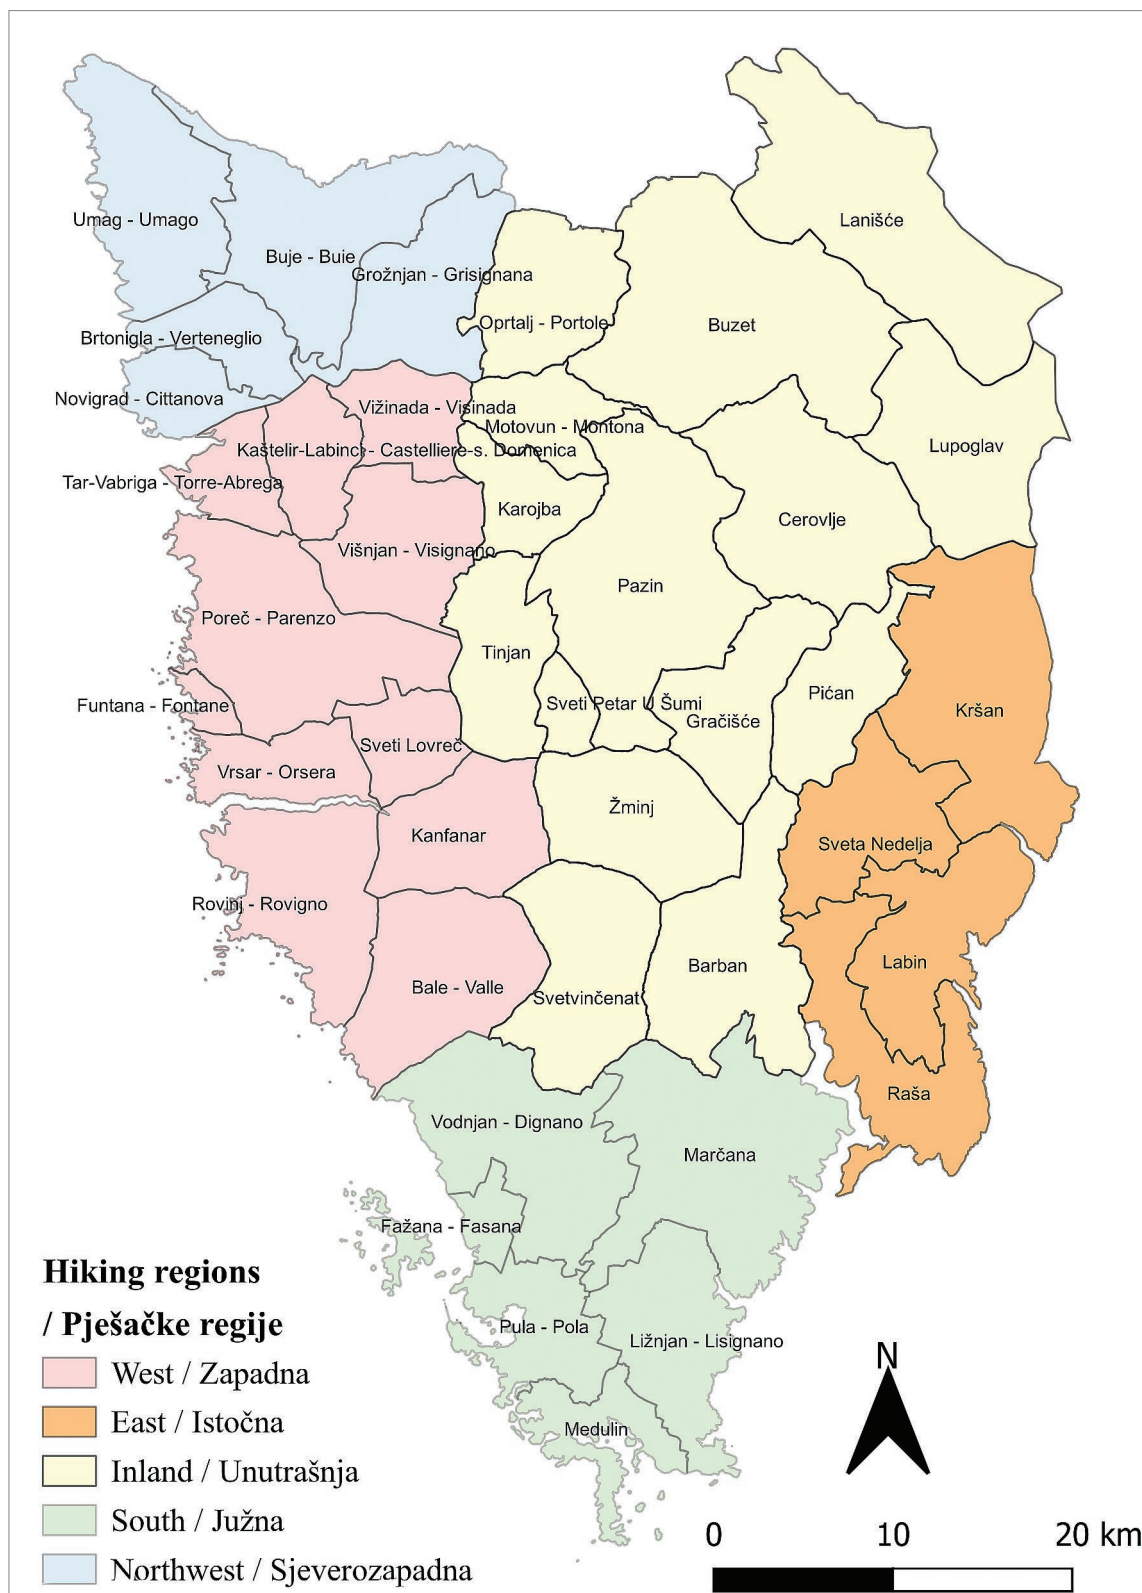 Lanišće
Umag - Umago
Buje - Buie
Grožnjan - Grisignana
Oprtalj - Portole
Buzet
Brtonigla - Verteneglio
Novigrad - Cittanova
Vižinada - Visinada
Motovun - Montona
Lupoglav
Kaštelir-Labinci - Castelliere-s. Domenica
Tar-Vabriga - Torre-Abrega
Karojba
Cerovlje
Višnjan - Visignano
Pazin
Poreč - Parenzo
Tinjan
Pićan
Funtana - Fontane
Sveti Petar U Šumi
Gračišće
Kršan
Sveti Lovreč
Vrsar - Orsera
Žminj
Kanfanar
Sveta Nedelja
Rovinj - Rovigno
Barban
Labin
Bale - Valle
Svetvinčenat
Raša
Vodnjan - Dignano
Marčana
Fažana - Fasana
Pula - Pola
Ližnjan - Lisignano
Medulin
Hiking regions
/ Pješačke regije
West / Zapadna
East / Istočna
Inland / Unutrašnja
South / Južna
Northwest / Sjeverozapadna
N
0 10 20 km